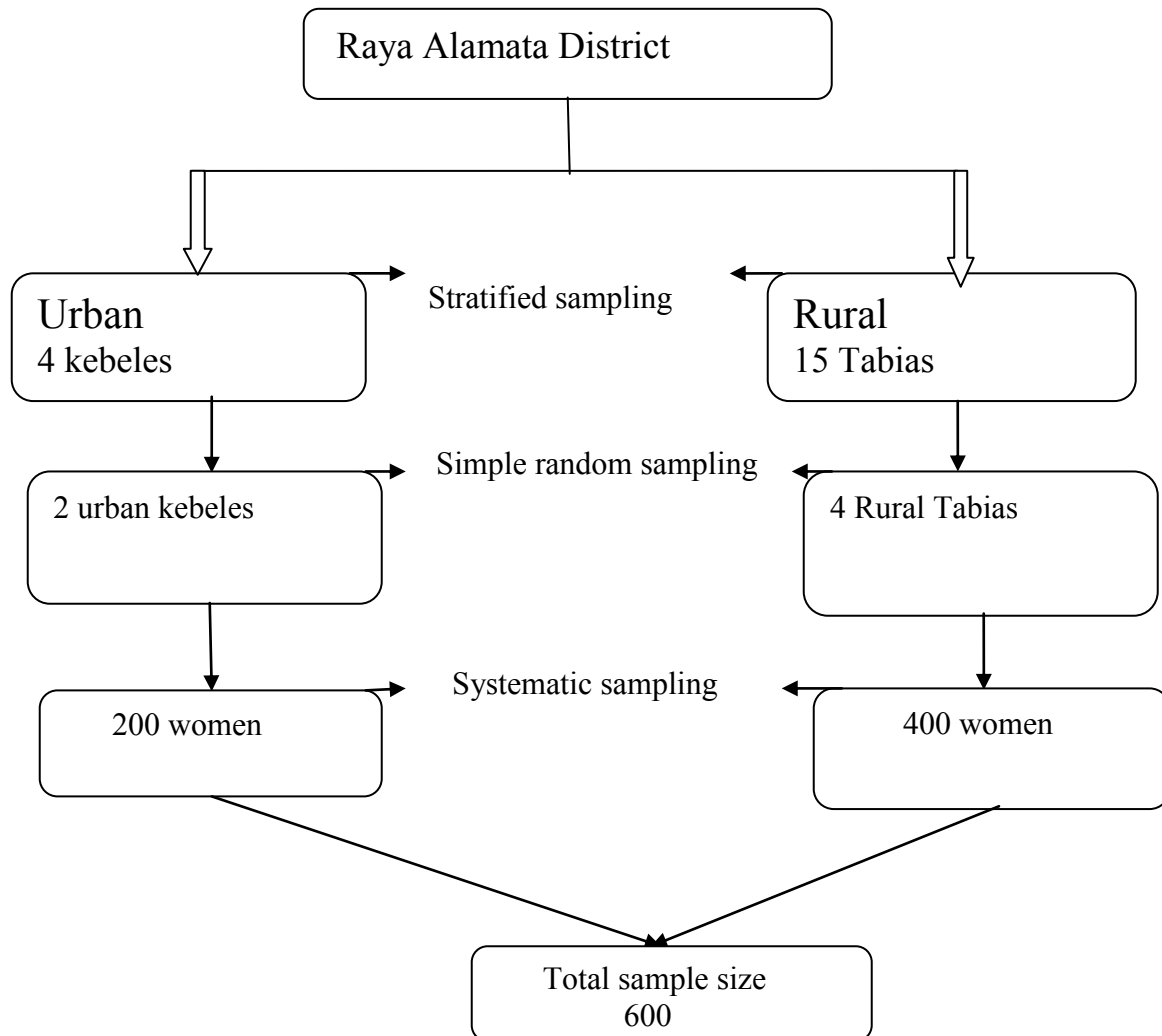 Raya Alamata District
Stratified sampling
Urban
4 kebeles
Rural
15 Tabias
Simple random sampling
2 urban kebeles
4 Rural Tabias
Systematic sampling
200 women
400 women
Total sample size
600